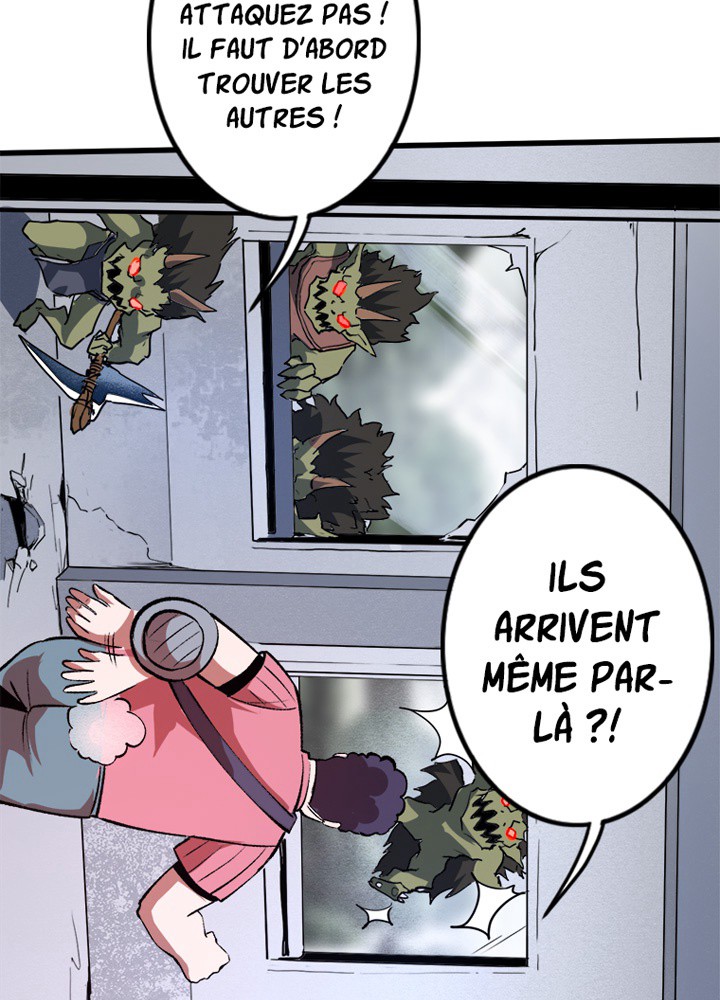 ATTAQUEZ PAS !
IL FAUT D'ABORD
TROUVER LES
AUTRES !
ILS
ARRIVENT
MÊME PAR-
LÀ ?!